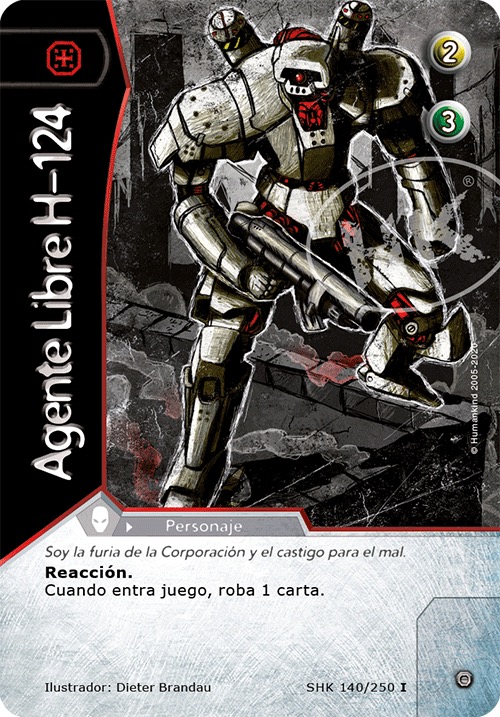 Agente Libre H-124
2
3
®
© Humankind 2005-2020
Personaje
Soy la furia de la Corporación y el castigo para el mal.
Reacción.
Cuando entra juego, roba 1 carta.
Ilustrador: Dieter Brandau
SHK 140/250 I